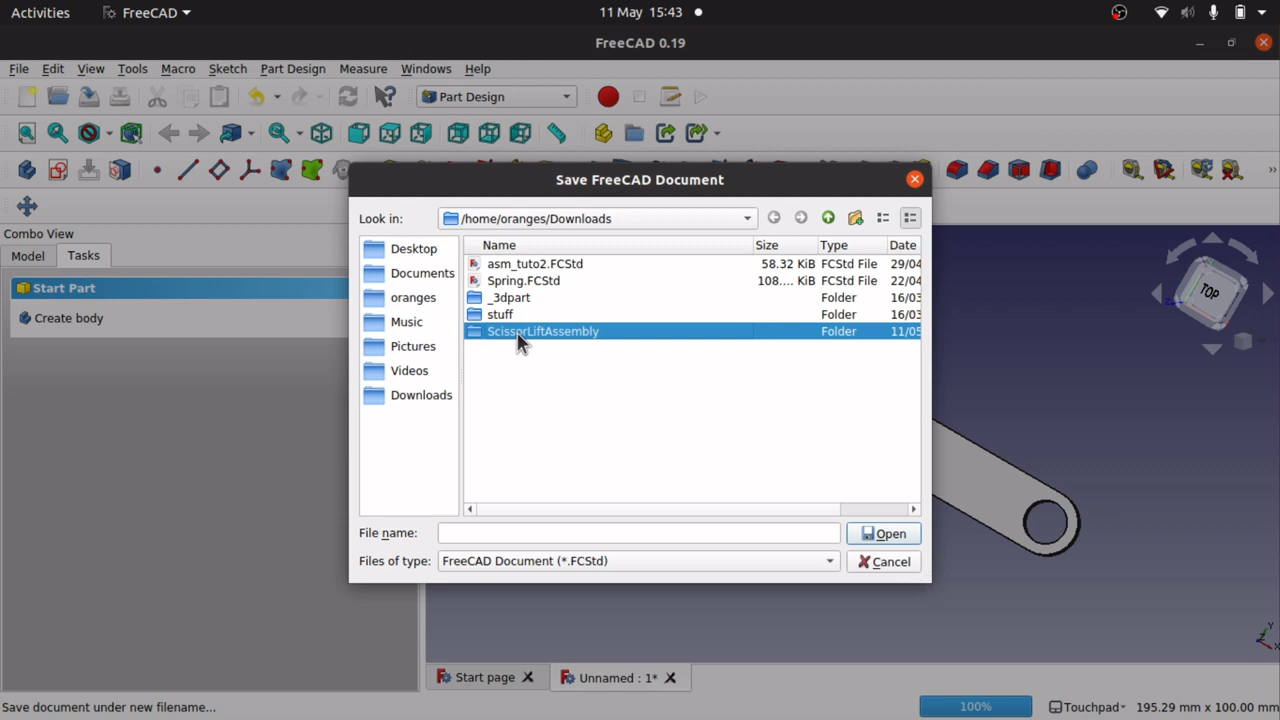 Activities FreeCAD 11 May 15:43
FreeCAD 0.19
File Edit View Tools Macro Sketch Part Design Measure Windows Help
Part Design
Save FreeCAD Document
Look in: /home/oranges/Downloads
Combo View
Model Tasks
Start Part
Create body
Desktop
Documents
oranges
Music
Pictures
Videos
Downloads
Name Size Type Date
asm_tuto2.FCStd 58.32 KiB FCStd File 29/04
Spring.FCStd 108.... KiB FCStd File 22/04
_3dpart Folder 16/03
stuff Folder 16/03
ScissorLiftAssembly Folder 11/05
TOP
File name: Open
Files of type: FreeCAD Document (*.FCStd) Cancel
Y
X
Start page Unnamed : 1*
Save document under new filename... 100% Touchpad 195.29 mm x 100.00 mm